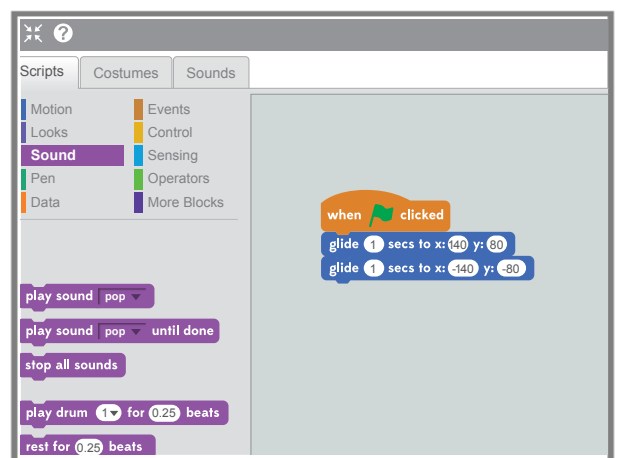 ?
Scripts Costumes Sounds
Motion Events
Looks Control
Sound Sensing
Pen Operators
Data More Blocks
when clicked
glide 1 secs to x: 140 y: 80
glide 1 secs to x: -140 y: -80
play sound pop
play sound pop until done
stop all sounds
play drum 1 for 0.25 beats
rest for 0.25 beats